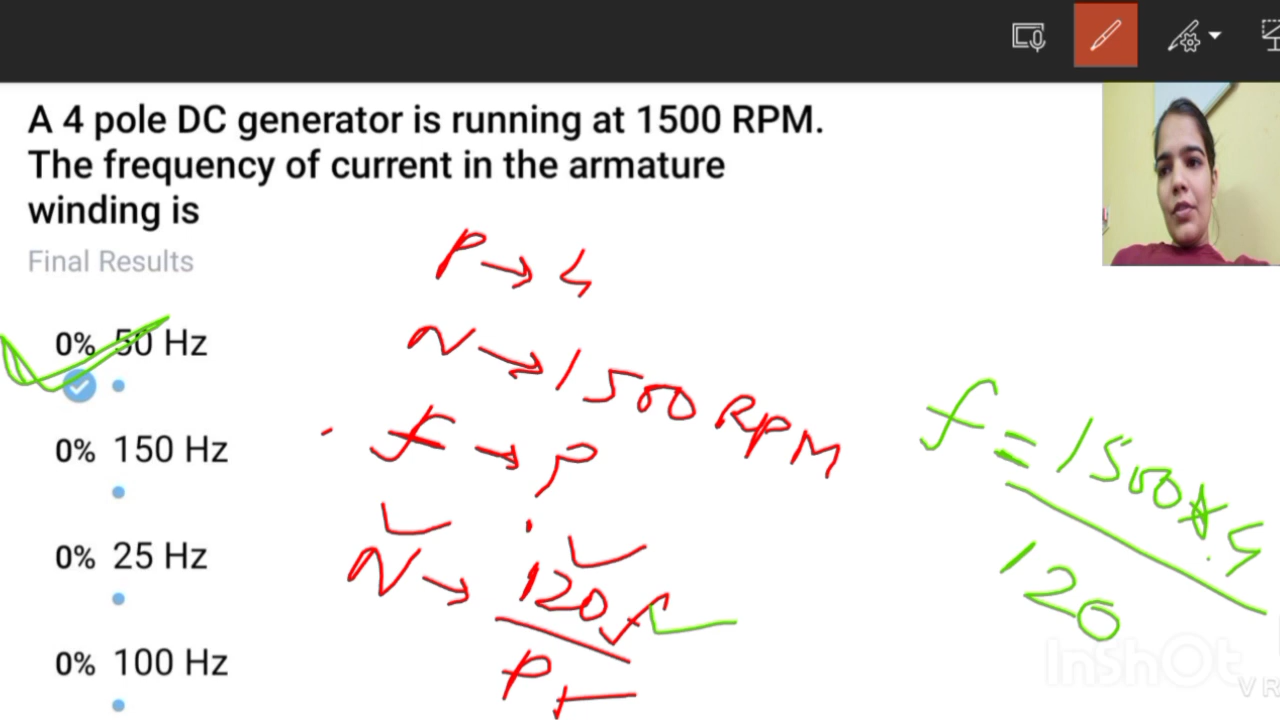 A 4 pole DC generator is running at 1500 RPM.
The frequency of current in the armature
winding is
Final Results
0% 50 Hz
0% 150 Hz
0% 25 Hz
0% 100 Hz
P → 4
N → 1500 RPM
f → ?
N → 120 f
P
f = 1500 * 4
120
InShOt
V R